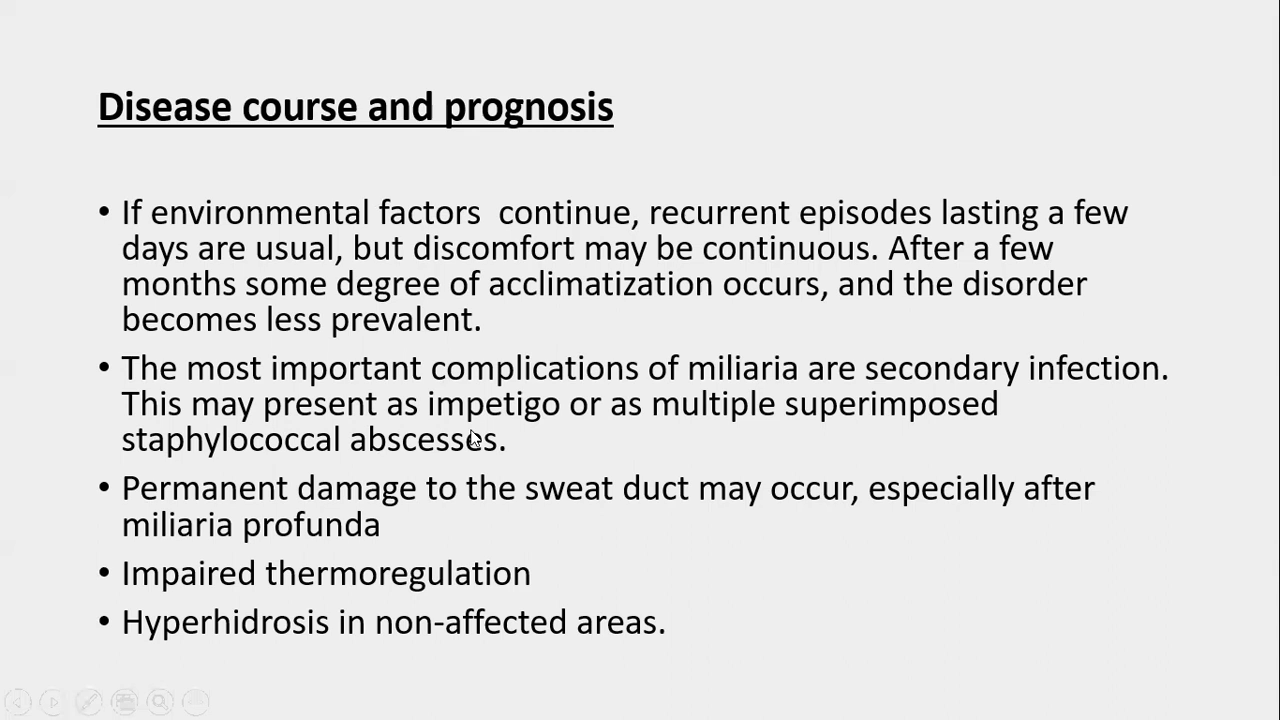 Disease course and prognosis
• If environmental factors  continue, recurrent episodes lasting a few
days are usual, but discomfort may be continuous. After a few
months some degree of acclimatization occurs, and the disorder
becomes less prevalent.
• The most important complications of miliaria are secondary infection.
This may present as impetigo or as multiple superimposed
staphylococcal abscesses.
• Permanent damage to the sweat duct may occur, especially after
miliaria profunda
• Impaired thermoregulation
• Hyperhidrosis in non-affected areas.